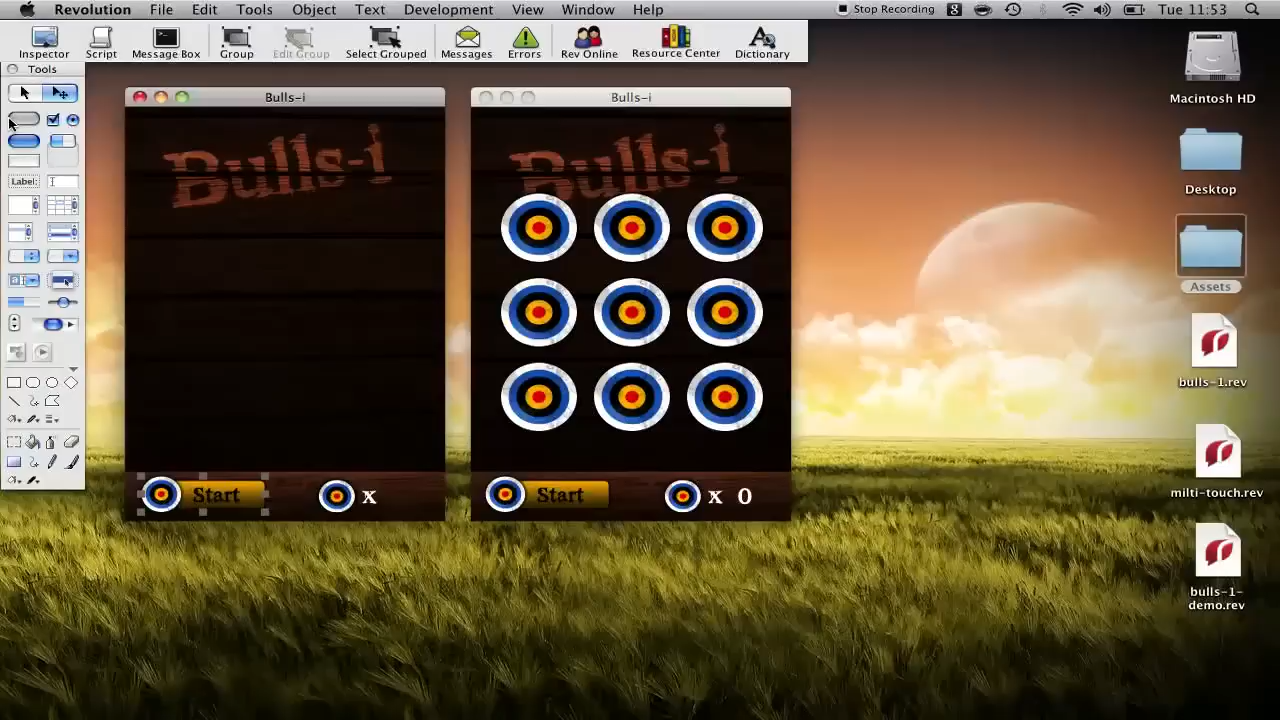 Revolution File Edit Tools Object Text Development View Window Help Stop Recording 8 Tue 11:53
Inspector Script Message Box Group Edit Group Select Grouped Messages Errors Rev Online Resource Center Dictionary
Tools
Label:
Bulls-i
Bulls-i
Start
x
Bulls-i
Bulls-i
Start
x 0
Macintosh HD
Desktop
Assets
bulls-1.rev
milti-touch.rev
bulls-1-
demo.rev